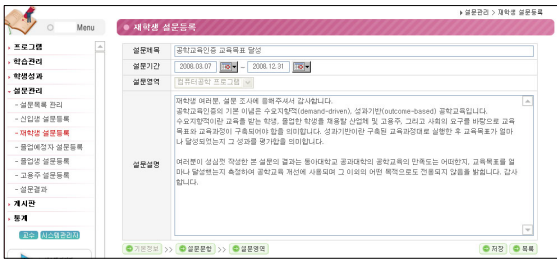 ▸ 설문관리 > 재학생 설문등록
Menu
재학생 설문등록
프로그램
학습관리
학생성과
설문관리
- 설문목록 관리
- 신입생 설문등록
- 재학생 설문등록
- 졸업예정자 설문등록
- 졸업생 설문등록
- 고용주 설문등록
- 설문결과
게시판
통계
교수 시스템관리자
설문제목 공학교육인증 교육목표 달성
설문기간 2008.03.07 ~ 2008.12.31
설문영역 컴퓨터공학 프로그램
설문설명
재학생 여러분, 설문 조사에 응해주셔서 감사합니다.
공학교육인증의 기본 이념은 수요지향적(demand-driven), 성과기반(outcome-based) 공학교육입니다.
수요지향이란 교육을 받는 학생, 졸업한 학생을 채용할 산업체 및 고용주, 그리고 사회의 요구를 바탕으로 교육
목표와 교육과정이 구축되어야 함을 의미합니다. 성과기반이란 구축된 교육과정대로 실행한 후 교육목표가 얼마
나 달성되었는지 그 성과를 평가함을 의미합니다.
여러분이 성심껏 작성한 본 설문의 결과는 동아대학교 공과대학의 공학교육의 만족도는 어떠한지, 교육목표를 얼
마나 달성했는지 측정하여 공학교육 개선에 사용되며 그 이외의 어떤 목적으로도 전용되지 않음을 밝힙니다. 감사
합니다.
기본정보 >> 설문문항 >> 설문영역
저장 목록